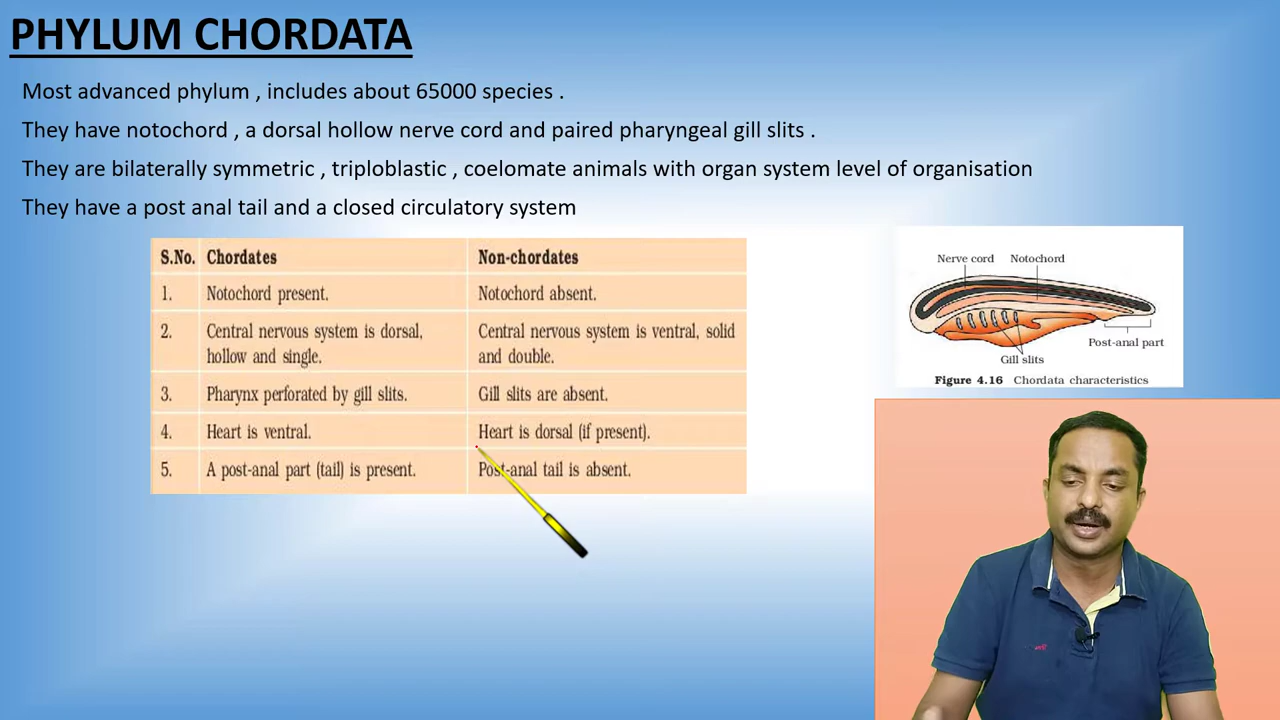 PHYLUM CHORDATA
Most advanced phylum , includes about 65000 species .
They have notochord , a dorsal hollow nerve cord and paired pharyngeal gill slits .
They are bilaterally symmetric , triploblastic , coelomate animals with organ system level of organisation
They have a post anal tail and a closed circulatory system
S.No. Chordates Non-chordates
1. Notochord present. Notochord absent.
2. Central nervous system is dorsal, Central nervous system is ventral, solid
hollow and single. and double.
3. Pharynx perforated by gill slits. Gill slits are absent.
4. Heart is ventral. Heart is dorsal (if present).
5. A post-anal part (tail) is present. Post-anal tail is absent.
Nerve cord Notochord
Post-anal part
Gill slits
Figure 4.16 Chordata characteristics